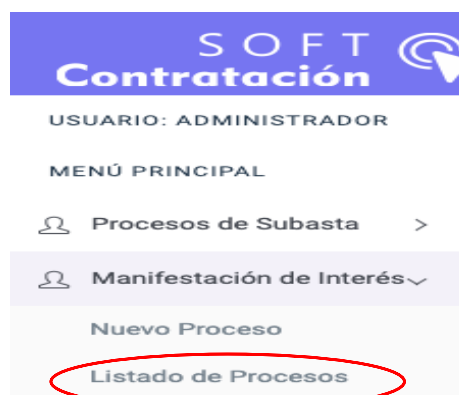 SOFT
Contratación
USUARIO: ADMINISTRADOR
MENÚ PRINCIPAL
Procesos de Subasta >
Manifestación de Interés
Nuevo Proceso
Listado de Procesos